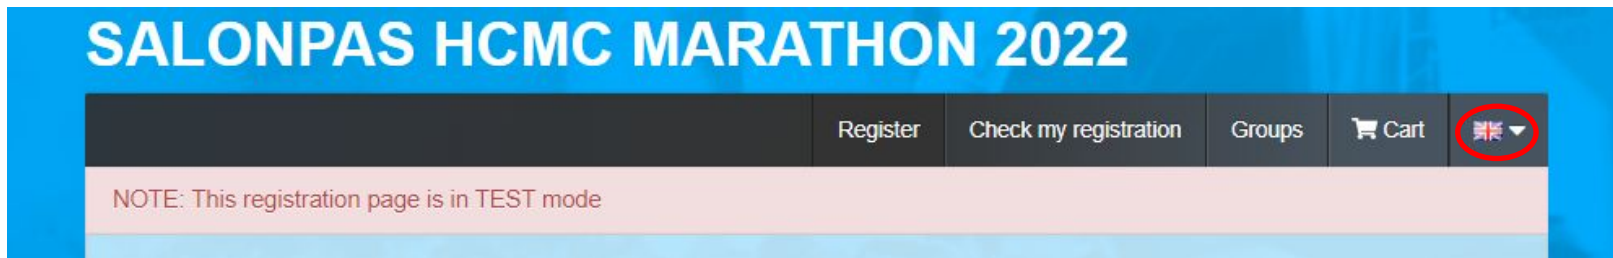 SALONPAS HCMC MARATHON 2022
Register Check my registration Groups Cart
NOTE: This registration page is in TEST mode